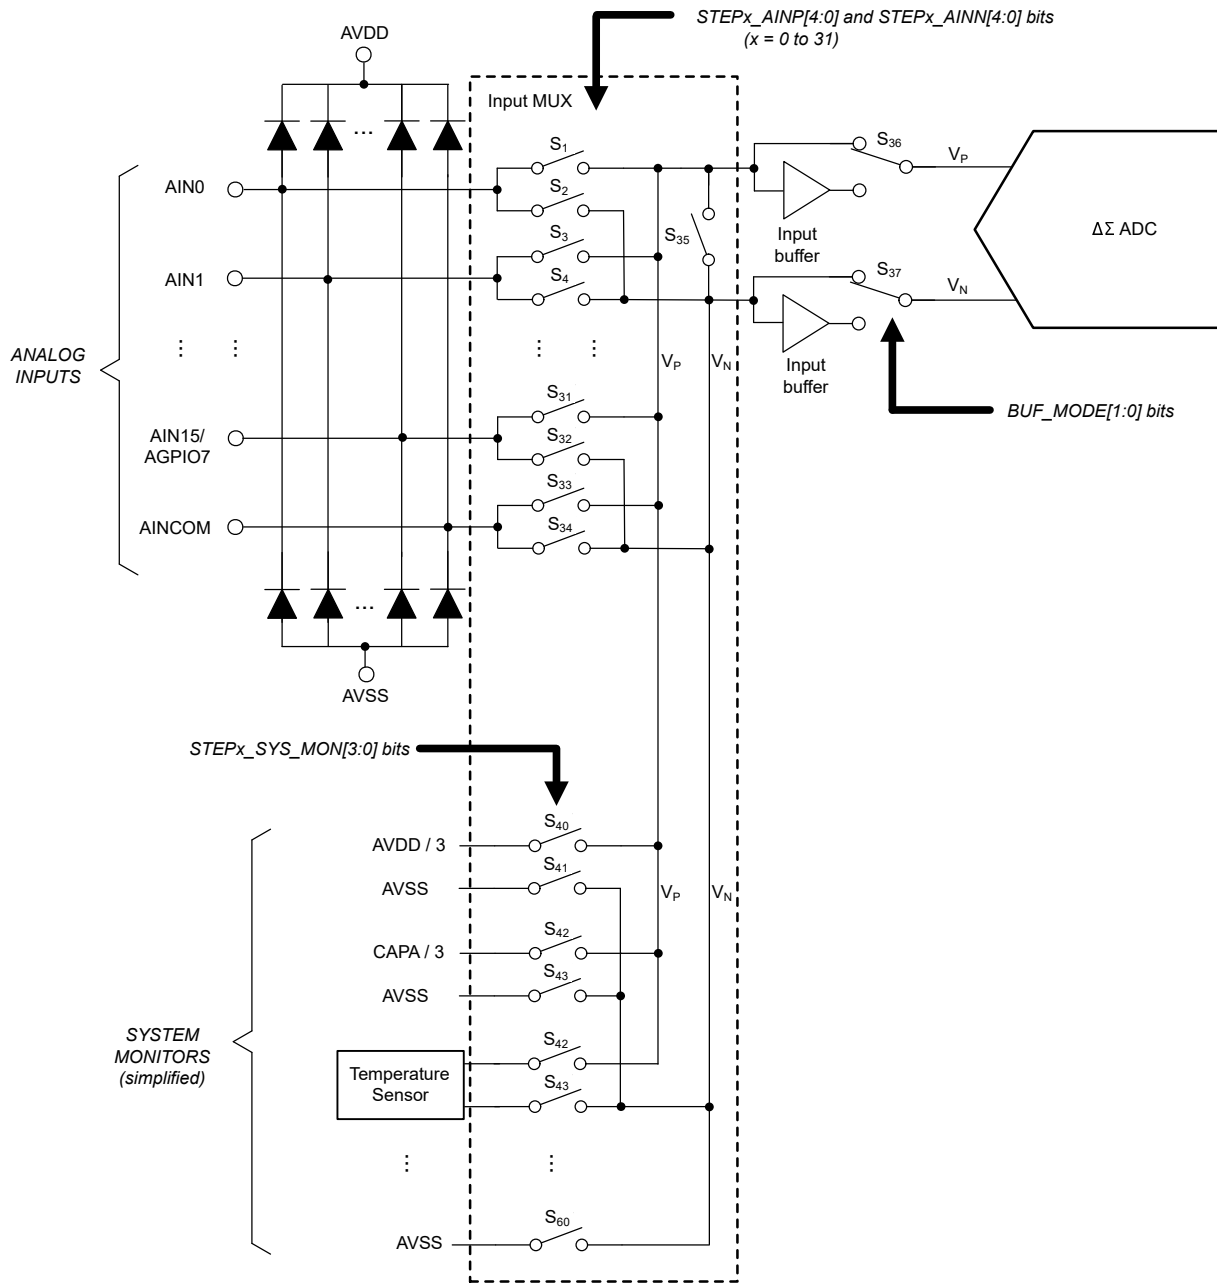 STEPx_AINP[4:0] and STEPx_AINN[4:0] bits
(x = 0 to 31)
AVDD
Input MUX
S1
S36
VP
AIN0
S2
S3
S35
Input
buffer
ΔΣ ADC
AIN1
S4
S37
VN
ANALOG
INPUTS
VP
VN
Input
buffer
S31
BUF_MODE[1:0] bits
AIN15/
AGPIO7
S32
S33
AINCOM
S34
AVSS
STEPx_SYS_MON[3:0] bits
S40
AVDD / 3
S41
AVSS
VP
VN
S42
CAPA / 3
S43
AVSS
SYSTEM
MONITORS
(simplified)
S42
Temperature
Sensor
S43
S60
AVSS